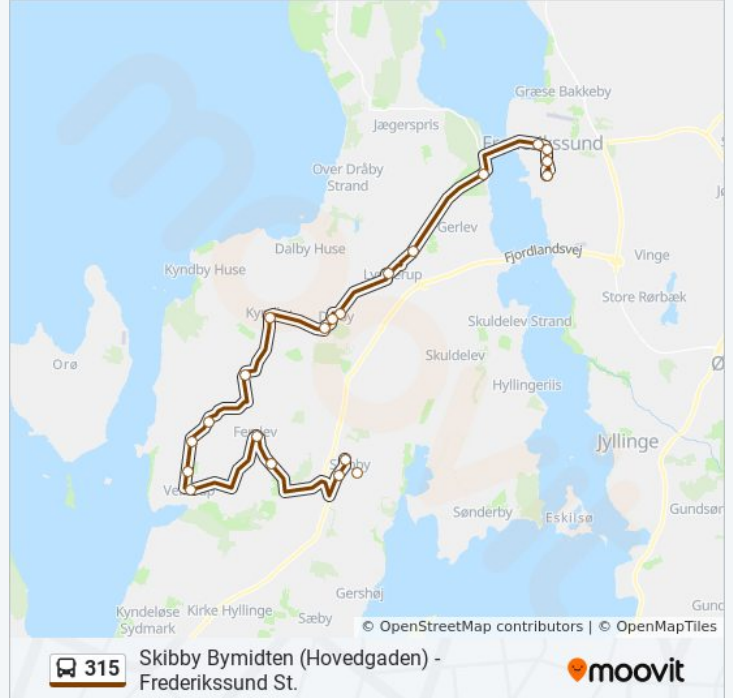 Græse Bakkeby
Jægerspris
Frederikssund
Over Dråby
Strand
Gerlev
Dalby Huse
Fjordlandsvej
Vinge
Kyndby Huse
Store Rørbæk
Skuldelev Strand
Orø
Skuldelev
Hyllingeriis
Jyllinge
Skibby
Sønderby
Eskilsø
Gundsør
Gershøj
Kyndeløse
Sydmark
Kirke Hyllinge
Sæby
Gund
© OpenStreetMap contributors | © OpenMapTiles
315
Skibby Bymidten (Hovedgaden) -
Frederikssund St.
moovit